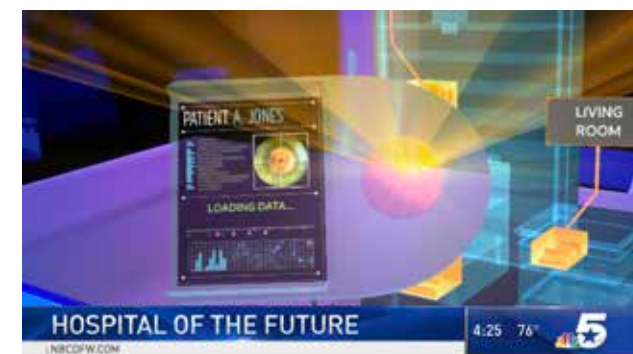 PATIENT A. JONES
LOADING DATA...
LIVING
ROOM
HOSPITAL OF THE FUTURE
4:25 76°
5
NBCDFW.COM